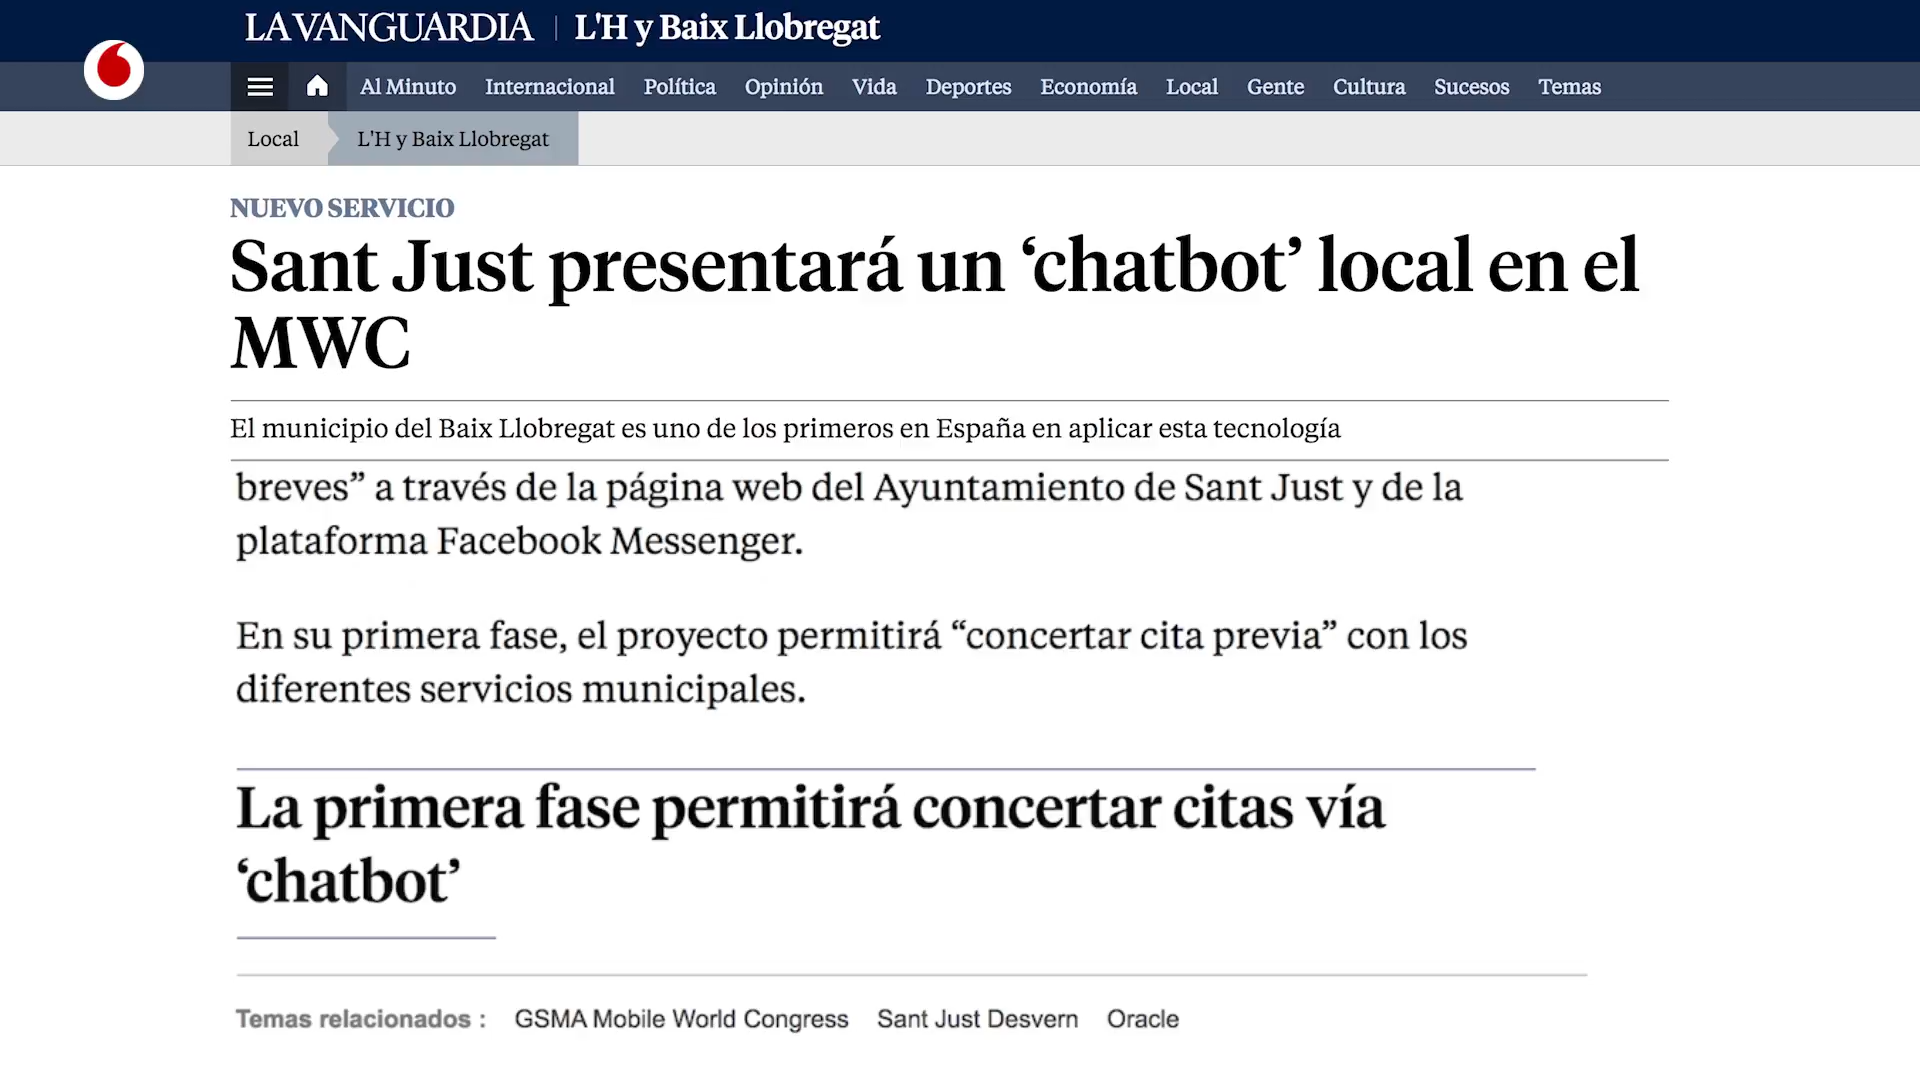 LA VANGUARDIA | L'H y Baix Llobregat
Al Minuto Internacional Política Opinión Vida Deportes Economía Local Gente Cultura Sucesos Temas
Local L'H y Baix Llobregat
NUEVO SERVICIO
Sant Just presentará un ‘chatbot’ local en el
MWC
El municipio del Baix Llobregat es uno de los primeros en España en aplicar esta tecnología
breves” a través de la página web del Ayuntamiento de Sant Just y de la
plataforma Facebook Messenger.
En su primera fase, el proyecto permitirá “concertar cita previa” con los
diferentes servicios municipales.
La primera fase permitirá concertar citas vía
‘chatbot’
Temas relacionados : GSMA Mobile World Congress Sant Just Desvern Oracle